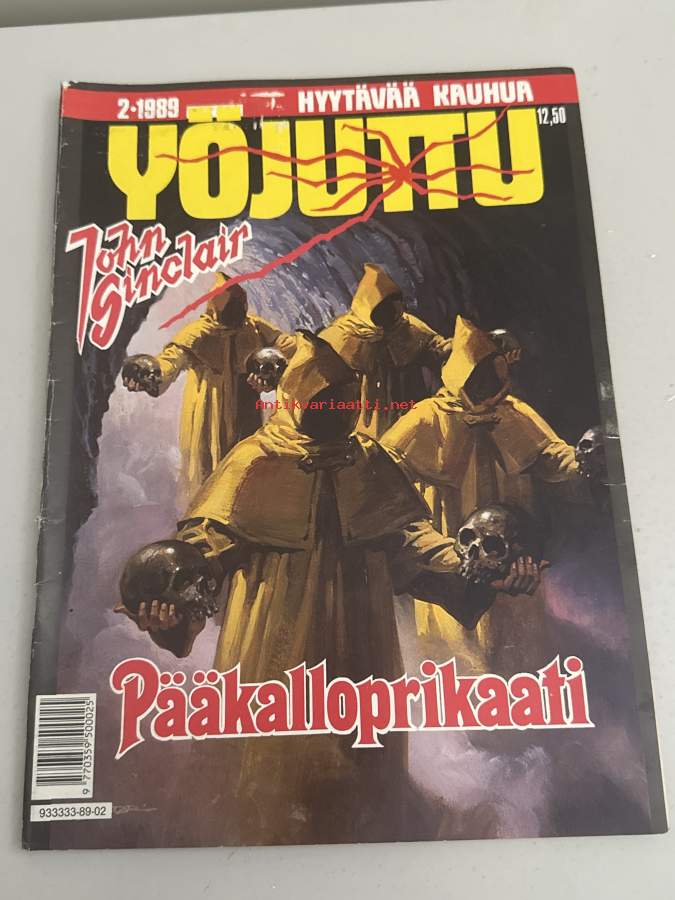 2·1989 HYYTÄVÄÄ KAUHUA
YÖJUTTU
12,50
John
Sinclair
Antikvariaatti.net
Pääkalloprikaati
9 770359 500025
933333-89-02